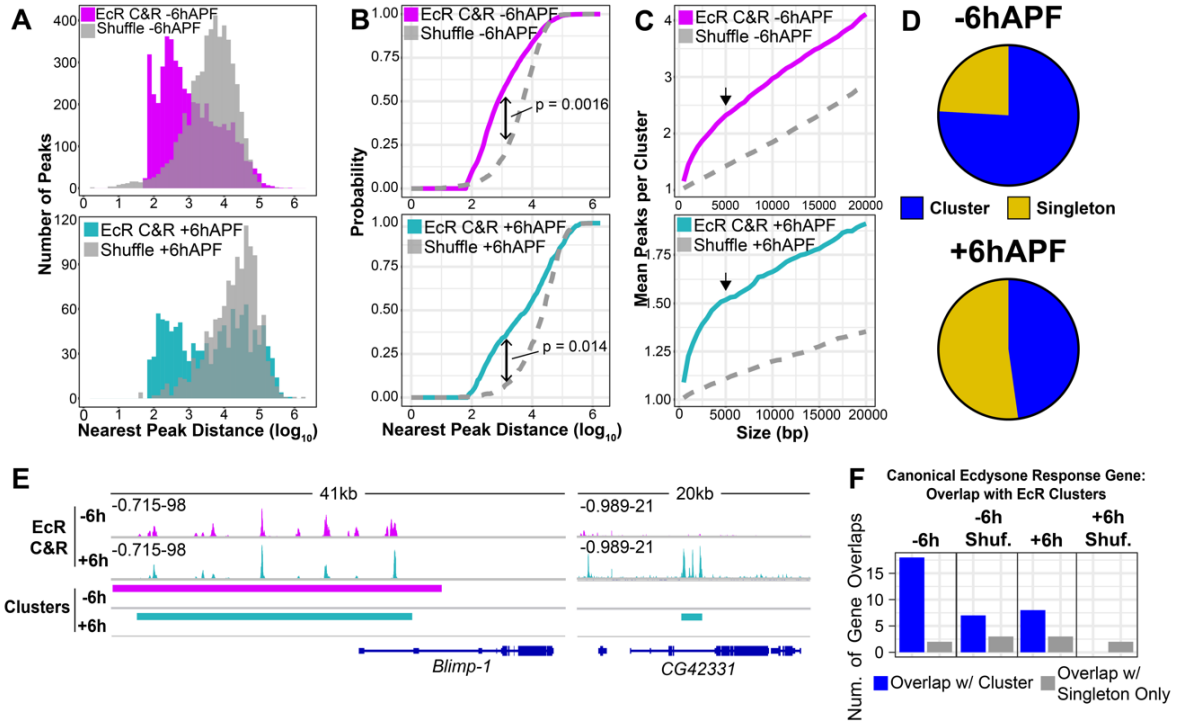 A
EcR C&R -6hAPF
Shuffle -6hAPF
400
300
200
100
0
0 1 2 3 4 5 6
Number of Peaks
EcR C&R +6hAPF
Shuffle +6hAPF
120
90
60
30
0
0 1 2 3 4 5 6
Nearest Peak Distance (log10)
B
EcR C&R -6hAPF
Shuffle -6hAPF
1.00
0.75
0.50
0.25
0.00
p = 0.0016
0 2 4 6
Probability
EcR C&R +6hAPF
Shuffle +6hAPF
1.00
0.75
0.50
0.25
0.00
p = 0.014
0 2 4 6
Nearest Peak Distance (log10)
C
EcR C&R -6hAPF
Shuffle -6hAPF
4
3
2
1
0 5000 10000 15000 20000
Mean Peaks per Cluster
EcR C&R +6hAPF
Shuffle +6hAPF
1.75
1.50
1.25
1.00
0 5000 10000 15000 20000
Size (bp)
D
-6hAPF
Cluster
Singleton
+6hAPF
E
41kb
20kb
EcR
C&R
-6h
-0.715-98
-0.989-21
+6h
-0.715-98
-0.989-21
Clusters
-6h
+6h
Blimp-1
CG42331
F
Canonical Ecdysone Response Gene:
Overlap with EcR Clusters
-6h
-6h
Shuf.
+6h
+6h
Shuf.
Num. of Gene Overlaps
15
10
5
0
Overlap w/ Cluster
Overlap w/
Singleton Only